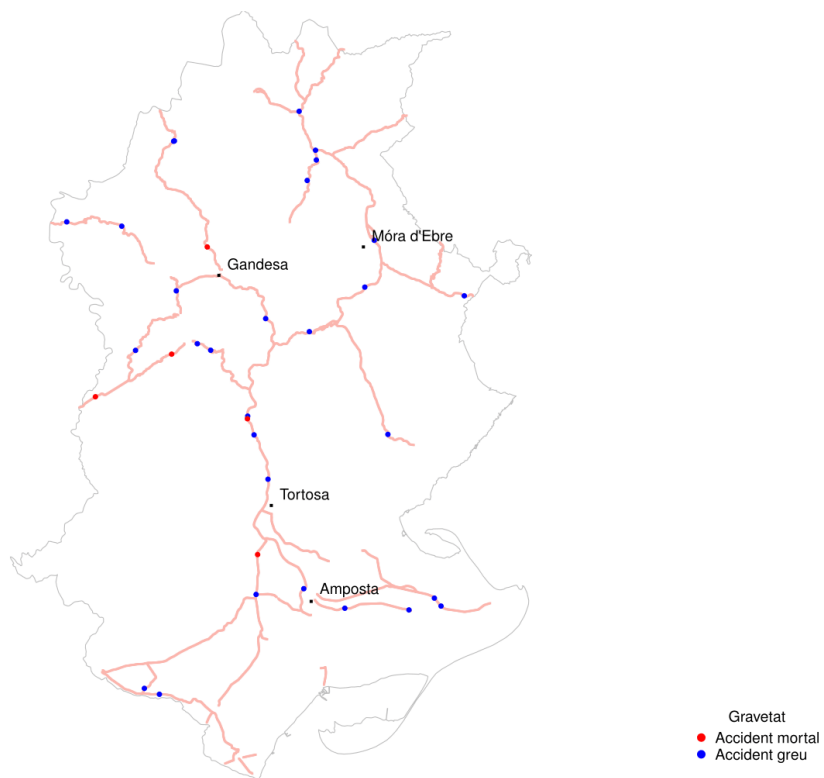 Móra d'Ebre
Gandesa
Tortosa
Amposta
Gravetat
Accident mortal
Accident greu